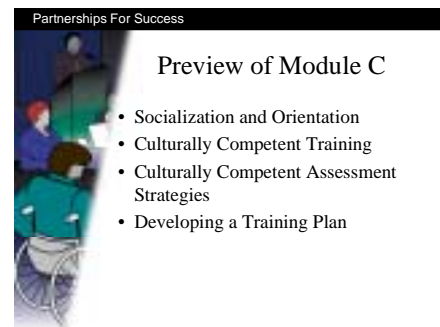 Partnerships For Success
Preview of Module C
• Socialization and Orientation
• Culturally Competent Training
• Culturally Competent Assessment
Strategies
• Developing a Training Plan